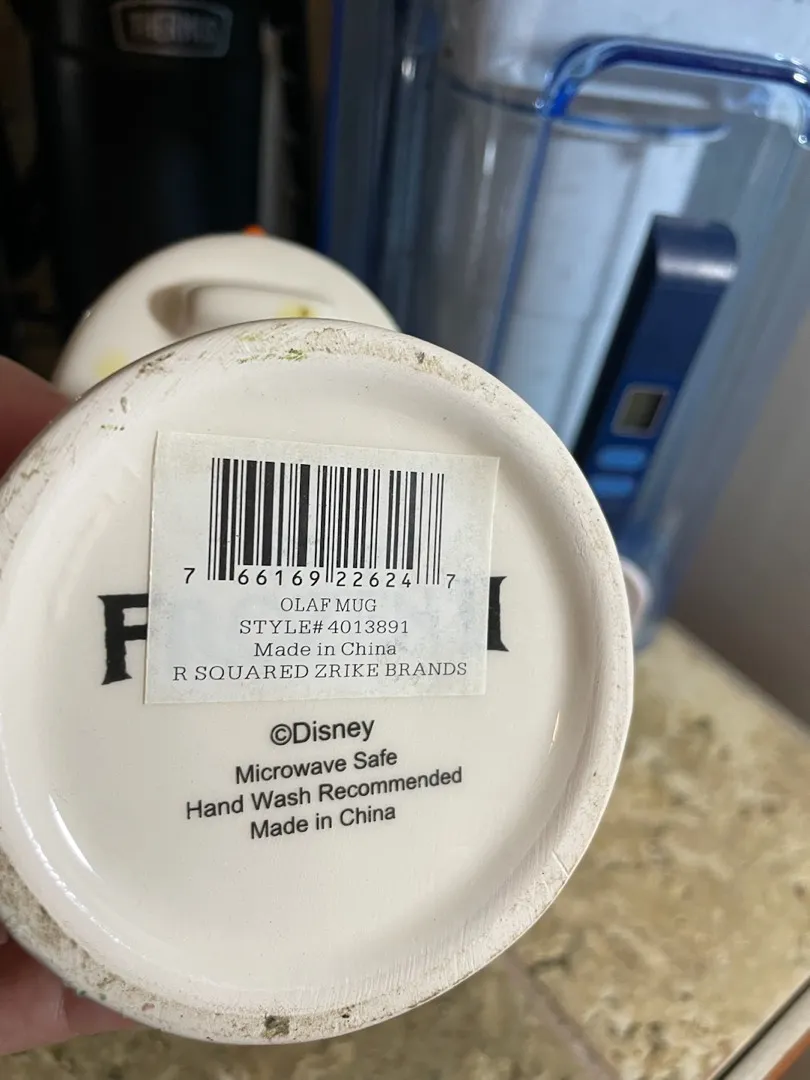 THERMOS
7 66169 22624 7
OLAF MUG
STYLE# 4013891
Made in China
R SQUARED ZRIKE BRANDS
F
©Disney
Microwave Safe
Hand Wash Recommended
Made in China